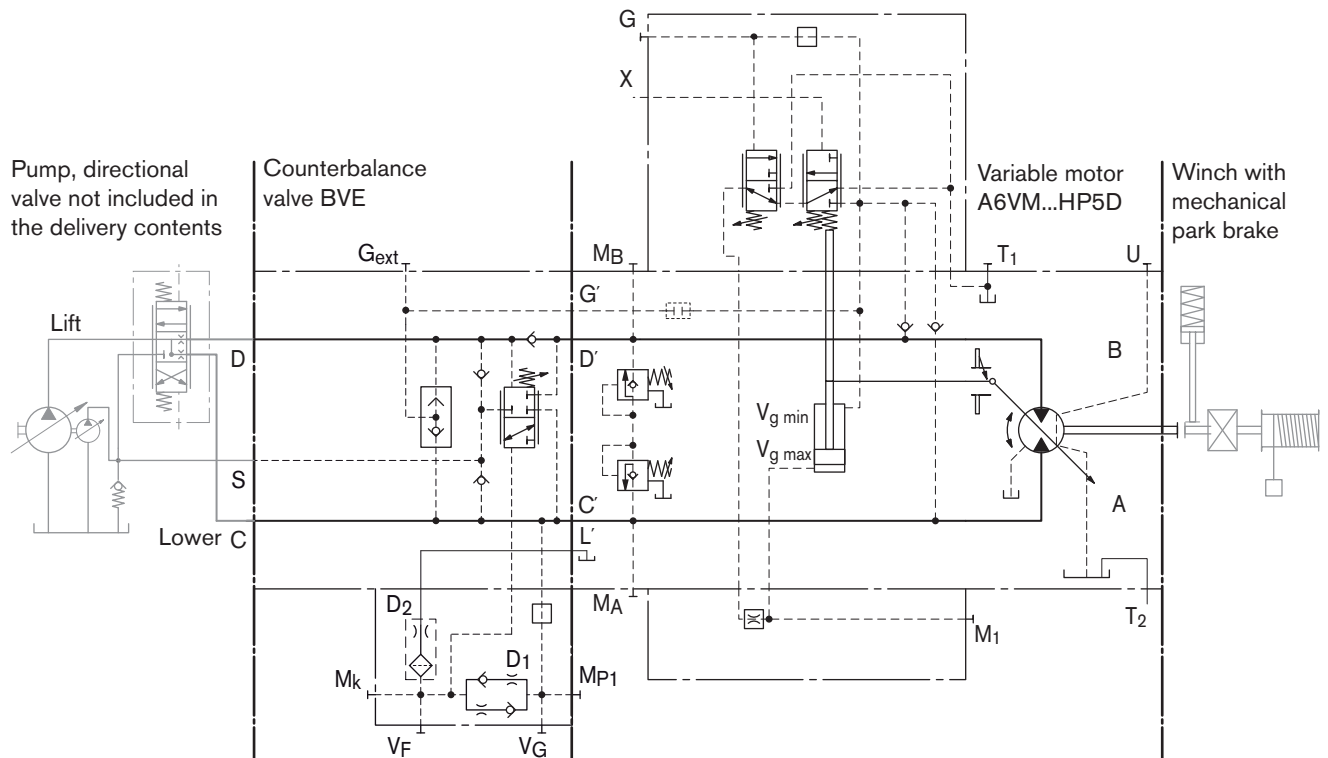 G
X
Pump, directional
valve not included in
the delivery contents
Counterbalance
valve BVE
Variable motor
A6VM...HP5D
Winch with
mechanical
park brake
Gext
MB
T1
U
G′
Lift
D
D′
B
Vg min
Vg max
S
C′
A
Lower C
L′
D2
MA
T2
M1
D1
Mk
MP1
VF
VG